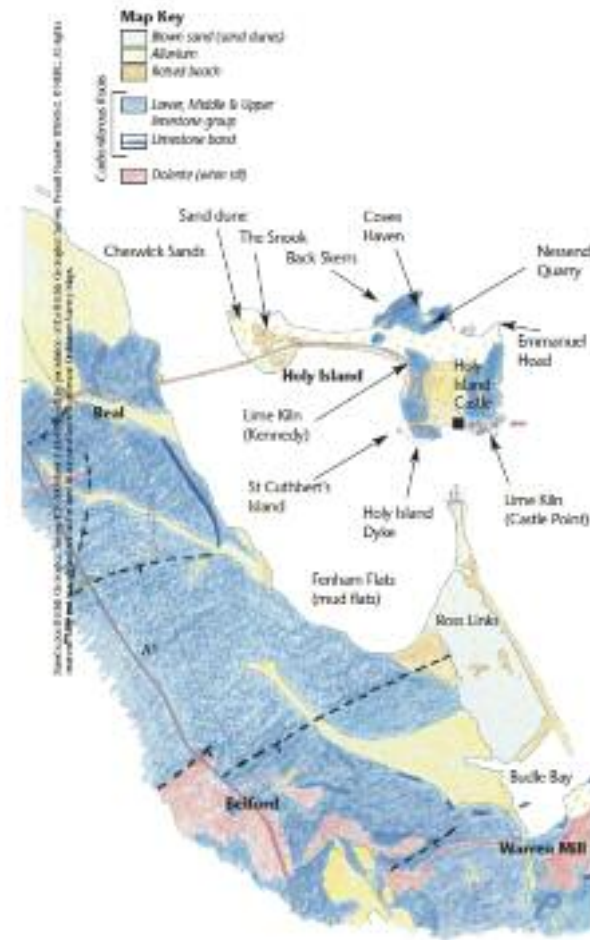 Map Key
Blown sand (sand dunes)
Alluvium
Raised beach
Carboniferous Rocks
Lower, Middle & Upper
limestone group
Limestone band
Dolerite (whin sill)
Sand dune
Coves
Haven
The Snook
Cherwick Sands
Back Skerrs
Nessend
Quarry
Emmanuel
Head
Holy Island
Holy
Island
Castle
Beal
Lime Kiln
(Kennedy)
St Cuthbert's
Island
Holy Island
Dyke
Lime Kiln
(Castle Point)
Fenham Flats
(mud flats)
Ross Links
A1
Budle Bay
Belford
Warren Mill